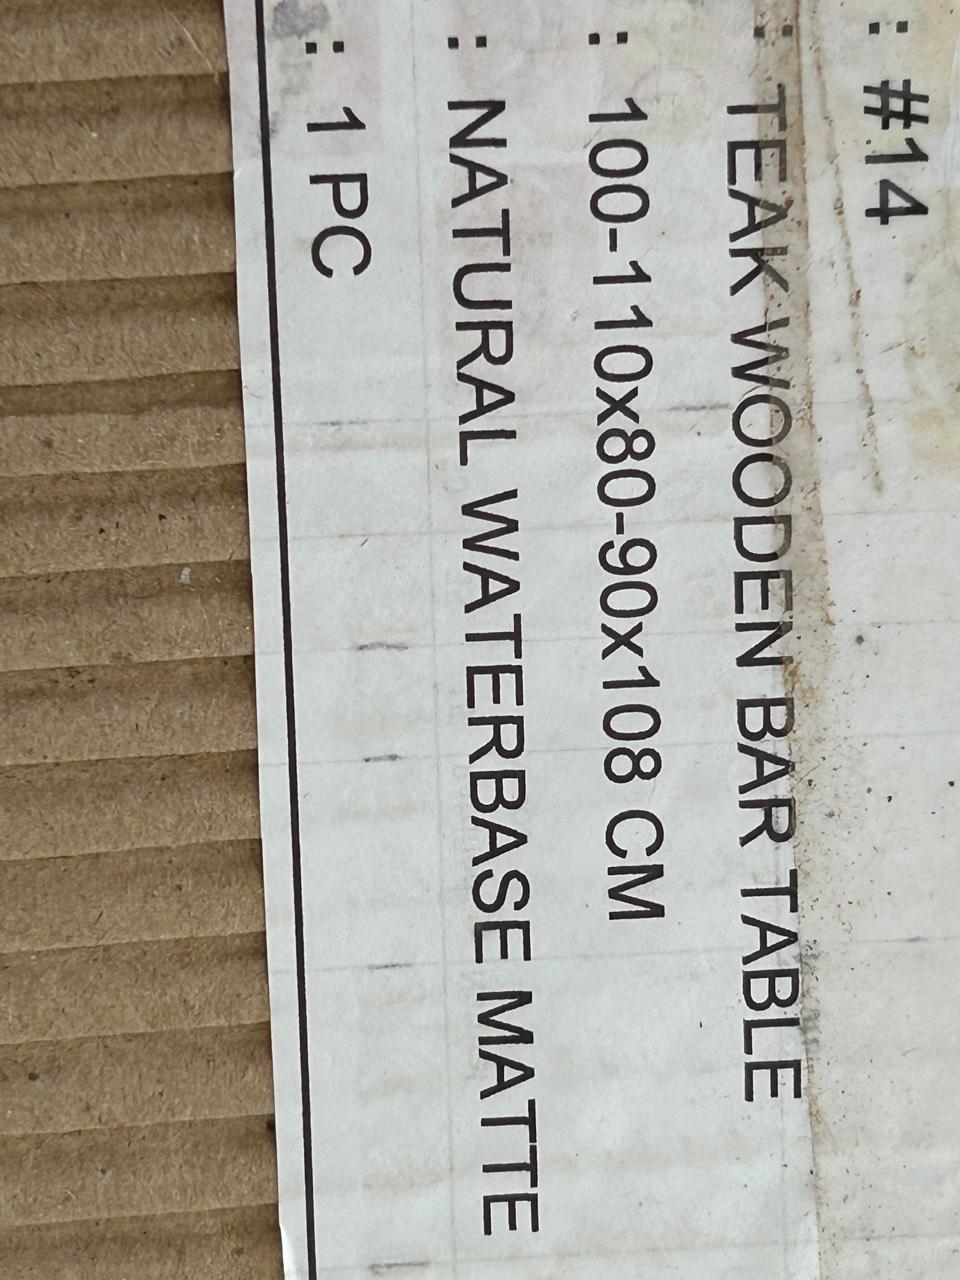 : #14
: TEAK WOODEN BAR TABLE
: 100-110x80-90x108 CM
: NATURAL WATERBASE MATTE
: 1 PC